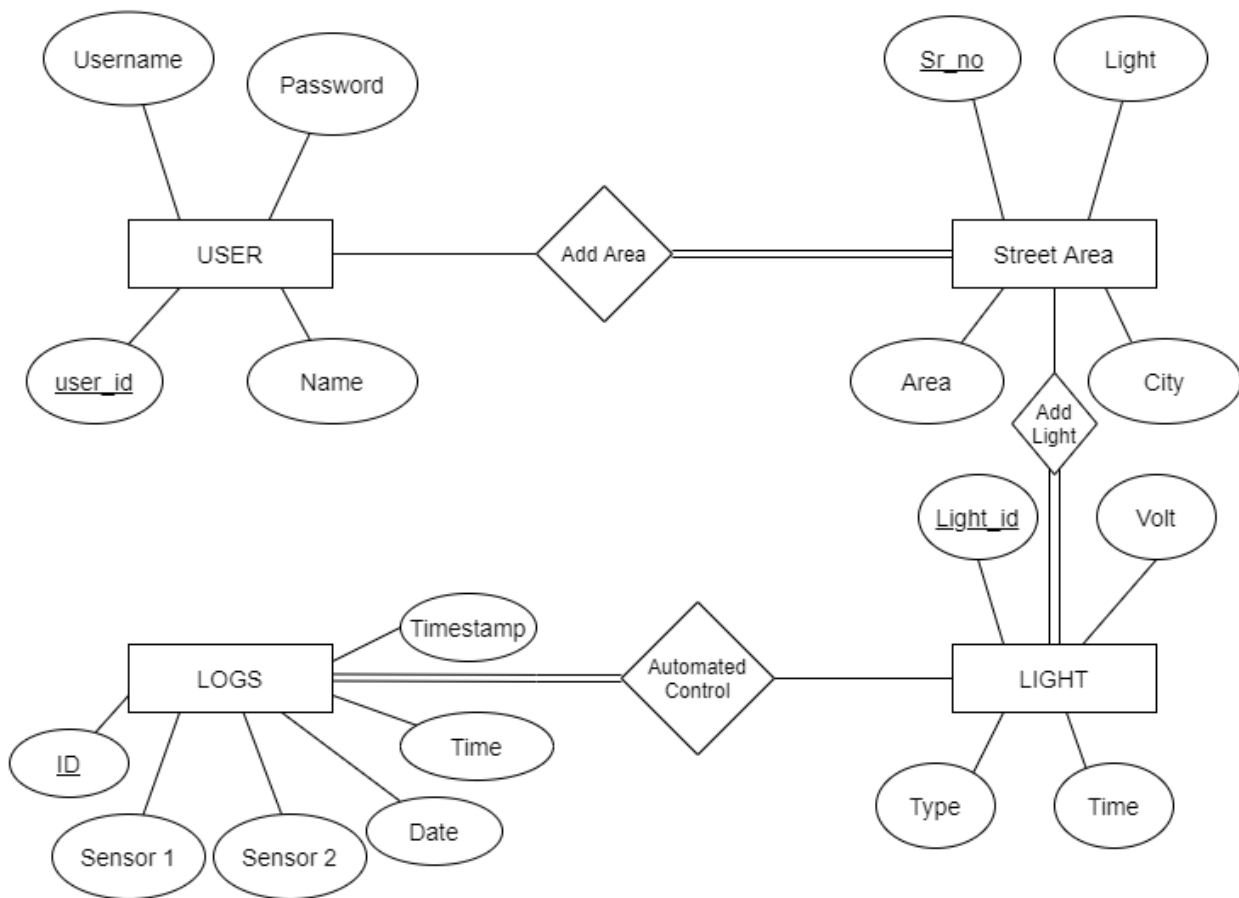 Username
Password
Sr_no
Light
USER
Add Area
Street Area
user_id
Name
Area
City
Add
Light
Light_id
Volt
Timestamp
LOGS
Automated
Control
LIGHT
ID
Time
Sensor 1
Sensor 2
Date
Type
Time